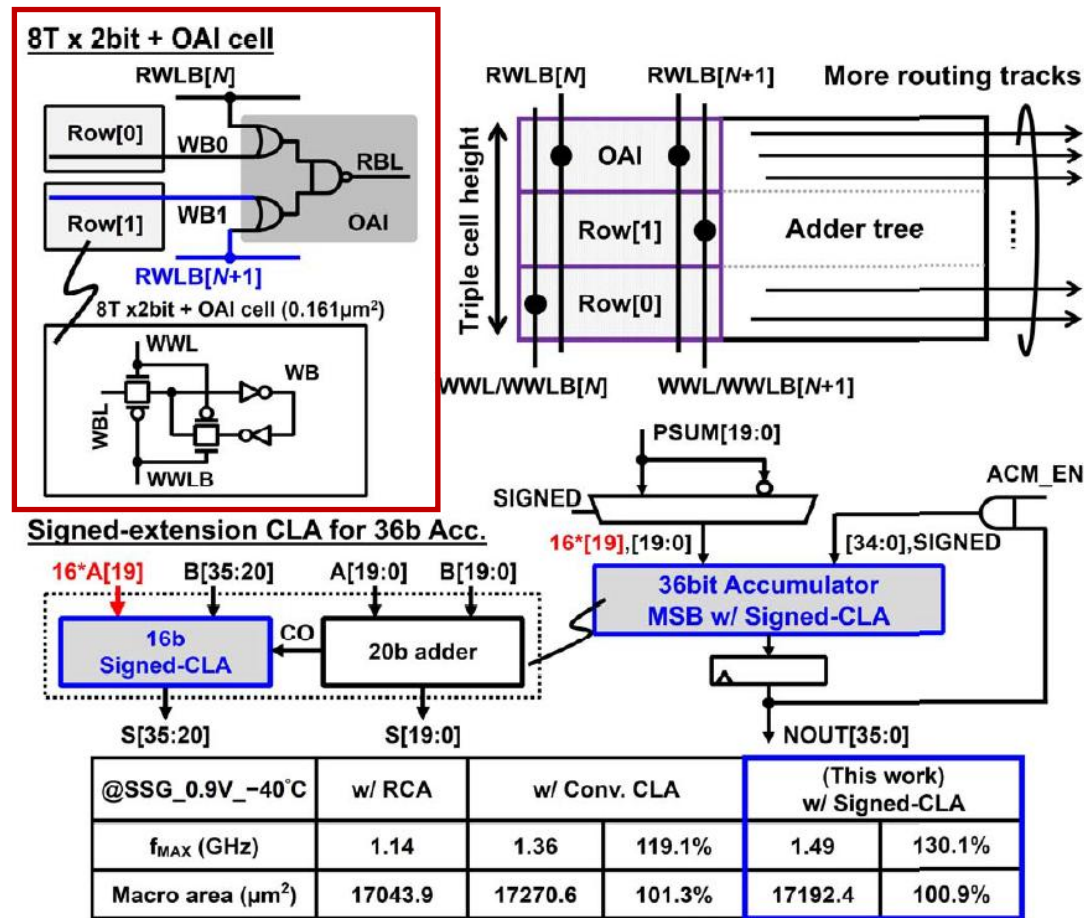 8T x 2bit + OAI cell
RWLB[N]
Row[0]
WB0
RBL
Row[1]
WB1
OAI
RWLB[N+1]
8T x2bit + OAI cell (0.161μm²)
WWL
WB
WBL
WWLB
RWLB[N]
RWLB[N+1]
More routing tracks
Triple cell height
OAI
Row[1]
Row[0]
Adder tree
WWL/WWLB[N]
WWL/WWLB[N+1]
PSUM[19:0]
SIGNED
ACM_EN
16*[19],[19:0]
[34:0],SIGNED
36bit Accumulator
MSB w/ Signed-CLA
NOUT[35:0]
Signed-extension CLA for 36b Acc.
16*A[19]
B[35:20]
A[19:0]
B[19:0]
16b
Signed-CLA
CO
20b adder
S[35:20]
S[19:0]
@SSG_0.9V_−40°C
w/ RCA
w/ Conv. CLA
(This work)
w/ Signed-CLA
fMAX (GHz)
1.14
1.36
119.1%
1.49
130.1%
Macro area (μm²)
17043.9
17270.6
101.3%
17192.4
100.9%